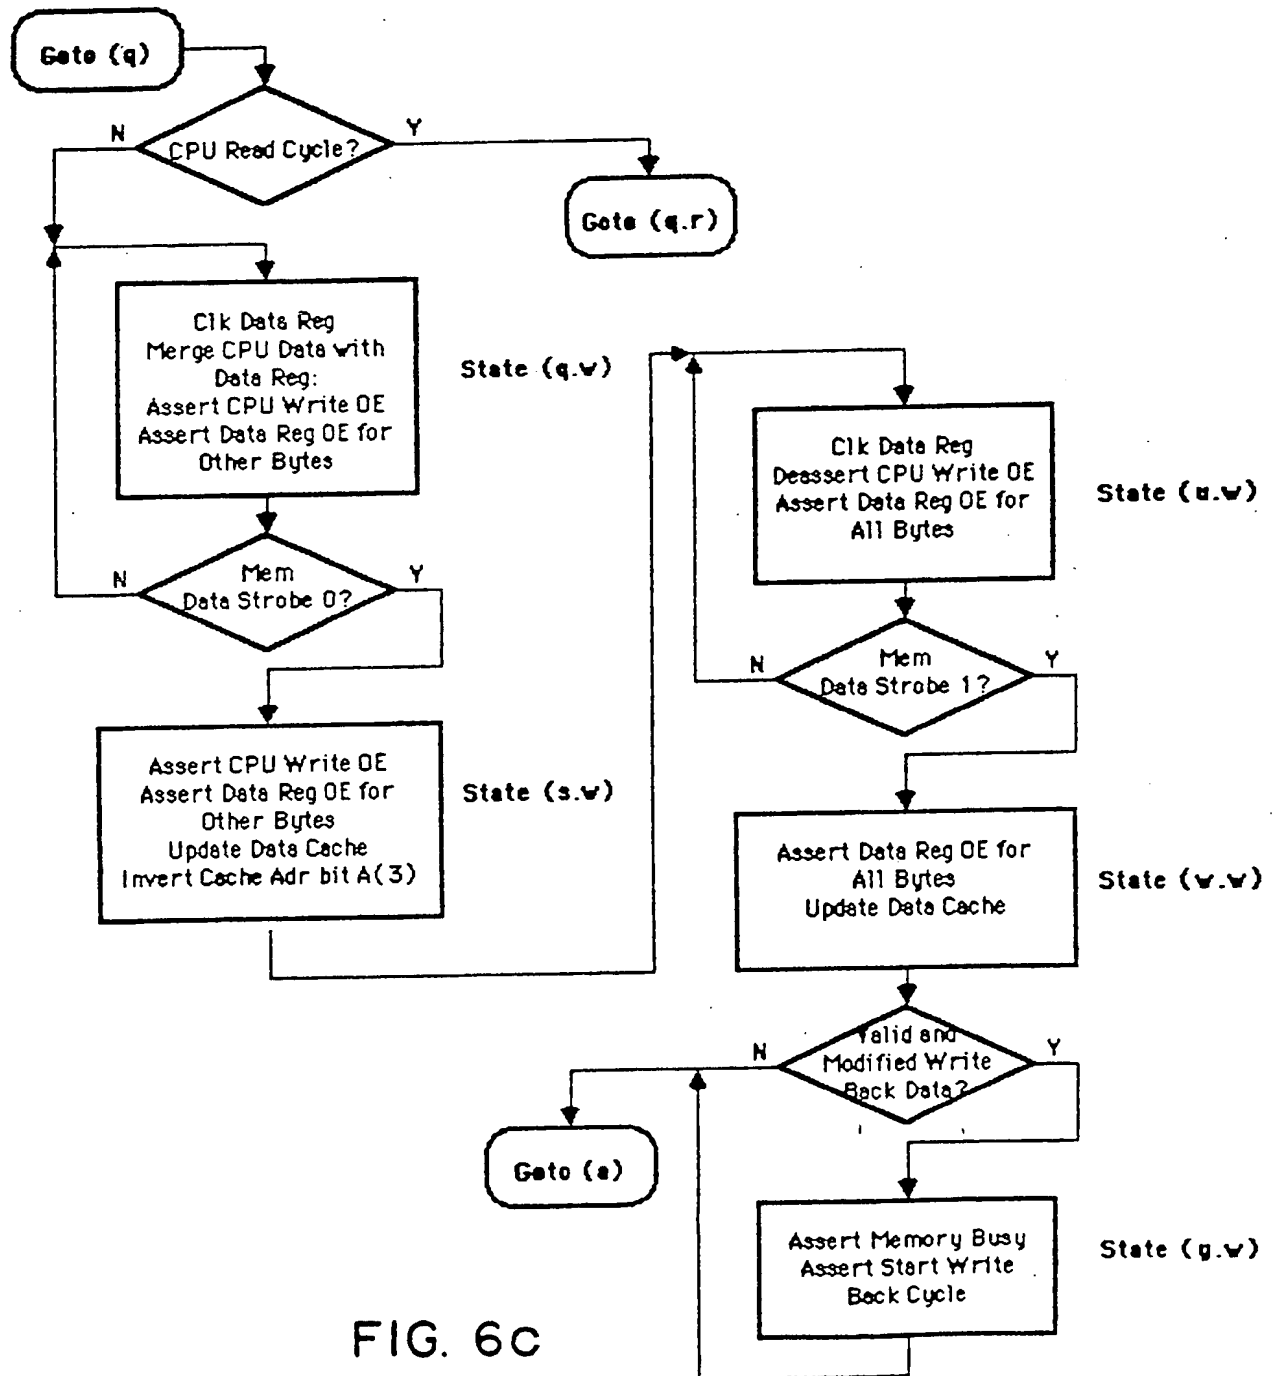 Goto (q)
CPU Read Cycle?
N
Y
Goto (q.r)
Clk Data Reg
Merge CPU Data with
Data Reg:
Assert CPU Write OE
Assert Data Reg OE for
Other Bytes
State (q.w)
Mem
Data Strobe 0?
N
Y
Assert CPU Write OE
Assert Data Reg OE for
Other Bytes
Update Data Cache
Invert Cache Adr bit A(3)
State (s.w)
Clk Data Reg
Deassert CPU Write OE
Assert Data Reg OE for
All Bytes
State (u.w)
Mem
Data Strobe 1?
N
Y
Assert Data Reg OE for
All Bytes
Update Data Cache
State (w.w)
Valid and
Modified Write
Back Data?
N
Y
Goto (a)
Assert Memory Busy
Assert Start Write
Back Cycle
State (y.w)
FIG. 6C